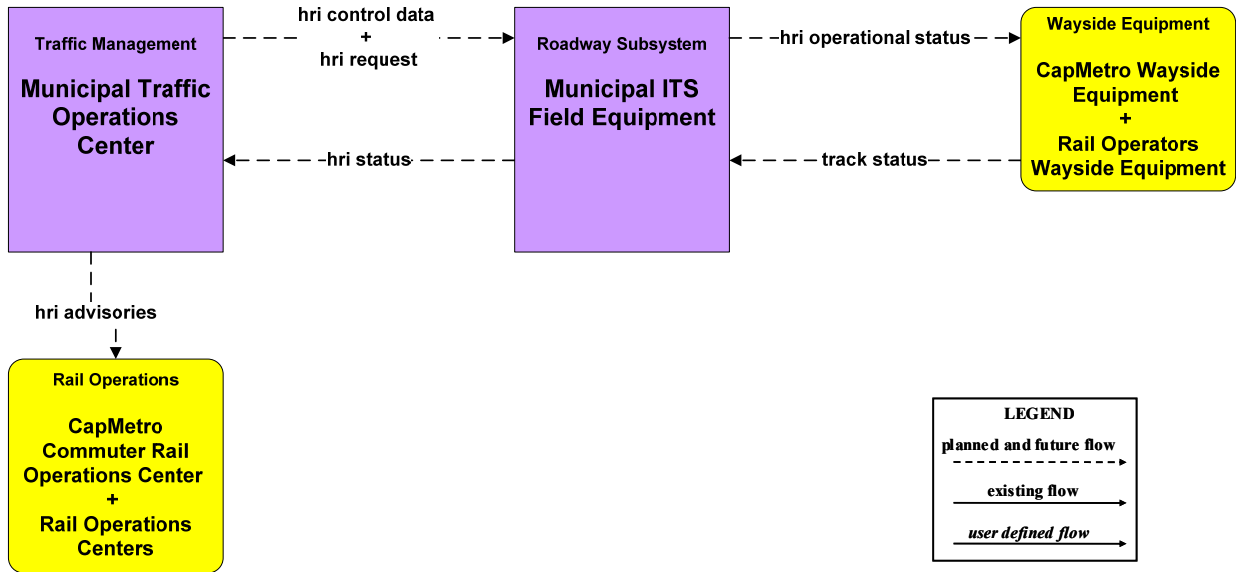 Traffic Management
Municipal Traffic
Operations
Center
hri control data
+
hri request
hri status
Roadway Subsystem
Municipal ITS
Field Equipment
hri operational status
track status
Wayside Equipment
CapMetro Wayside
Equipment
+
Rail Operators
Wayside Equipment
hri advisories
Rail Operations
CapMetro
Commuter Rail
Operations Center
+
Rail Operations
Centers
LEGEND
planned and future flow
existing flow
user defined flow